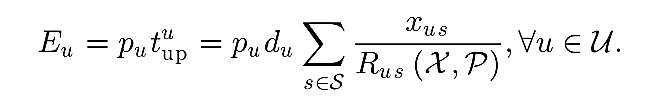 $$E_u = p_u t_{\text{up}}^u = p_u d_u \sum_{s \in \mathcal{S}} \frac{x_{us}}{R_{us}\,(\mathcal{X}, \mathcal{P})}, \forall u \in \mathcal{U}.$$